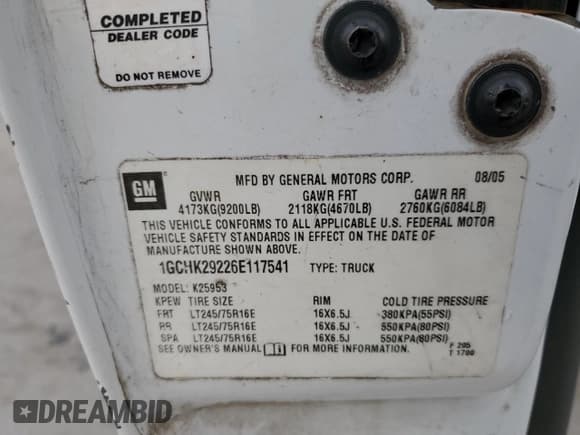 COMPLETED
DEALER CODE
DO NOT REMOVE
GM
MFD BY GENERAL MOTORS CORP. 08/05
GVWR GAWR FRT GAWR RR
4173KG(9200LB) 2118KG(4670LB) 2760KG(6084LB)
THIS VEHICLE CONFORMS TO ALL APPLICABLE U.S. FEDERAL MOTOR
VEHICLE SAFETY STANDARDS IN EFFECT ON THE DATE OF
MANUFACTURE SHOWN ABOVE.
1GCHK29226E117541 TYPE: TRUCK
MODEL: K25953
KPEW TIRE SIZE RIM COLD TIRE PRESSURE
FRT LT245/75R16E 16X6.5J 380KPA(55PSI)
RR LT245/75R16E 16X6.5J 550KPA(80PSI)
SPA LT245/75R16E 16X6.5J 550KPA(80PSI)
SEE OWNER'S MANUAL FOR MORE INFORMATION. F 205
T 1700
DREAMBID